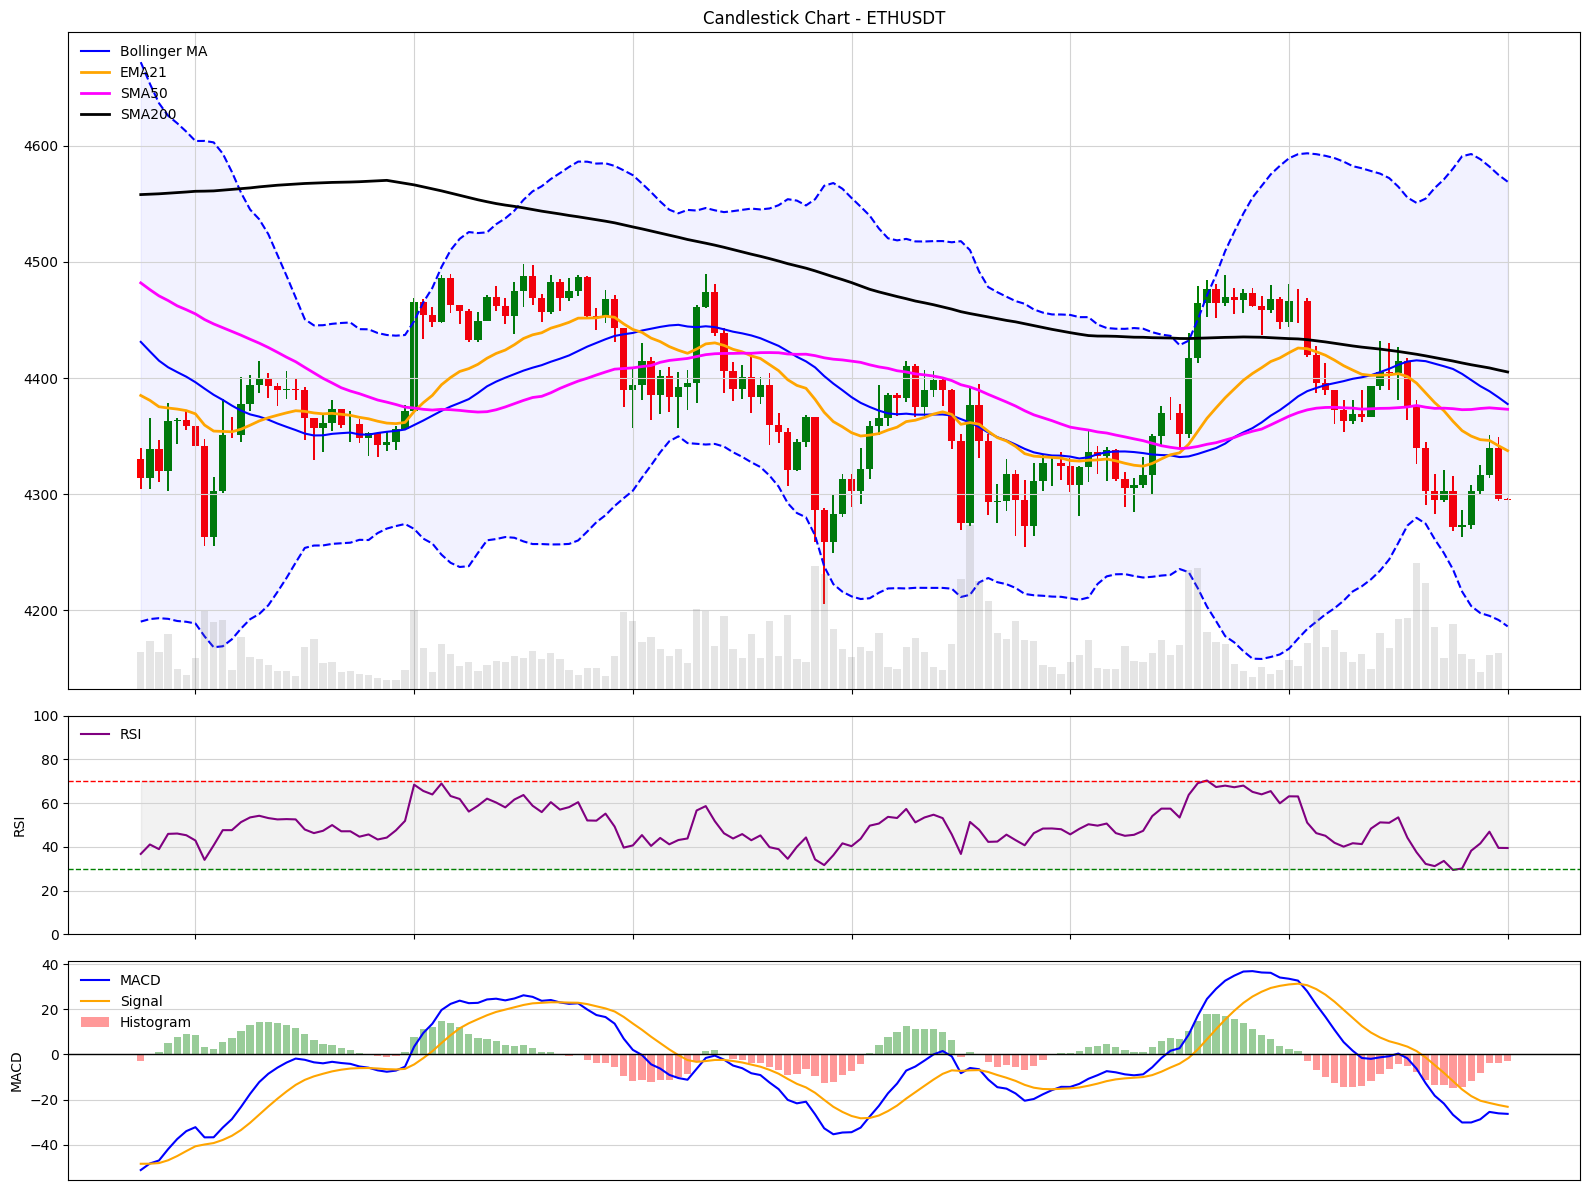 Candlestick Chart - ETHUSDT
Bollinger MA
EMA21
SMA50
SMA200
4600
4500
4400
4300
4200
RSI
100
80
60
40
20
0
RSI
MACD
Signal
Histogram
40
20
0
−20
−40
MACD